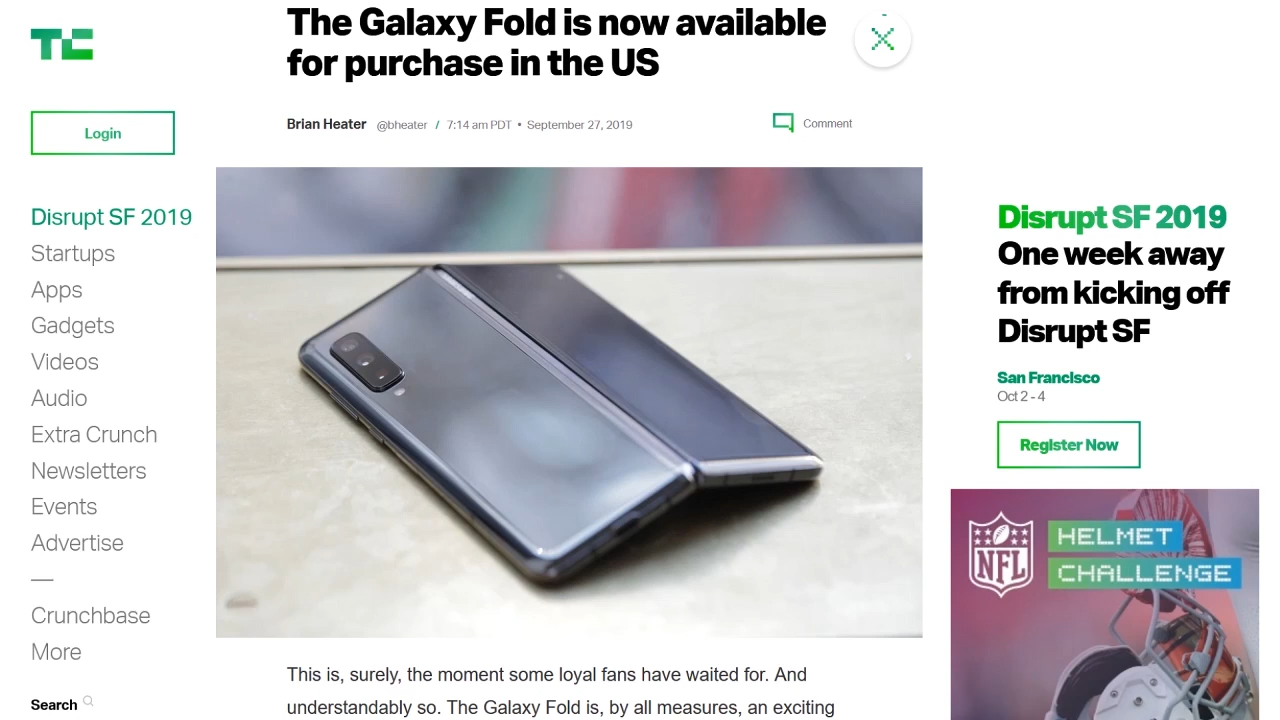 TC
Login
Disrupt SF 2019
Startups
Apps
Gadgets
Videos
Audio
Extra Crunch
Newsletters
Events
Advertise
—
Crunchbase
More
Search
The Galaxy Fold is now available
for purchase in the US
Brian Heater @bheater / 7:14 am PDT • September 27, 2019
Comment
This is, surely, the moment some loyal fans have waited for. And
understandably so. The Galaxy Fold is, by all measures, an exciting
Disrupt SF 2019
One week away
from kicking off
Disrupt SF
San Francisco
Oct 2 - 4
Register Now
NFL
HELMET
CHALLENGE